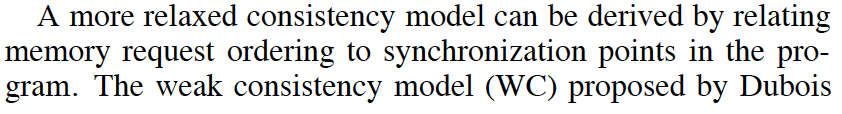 A more relaxed consistency model can be derived by relating
memory request ordering to synchronization points in the pro-
gram. The weak consistency model (WC) proposed by Dubois